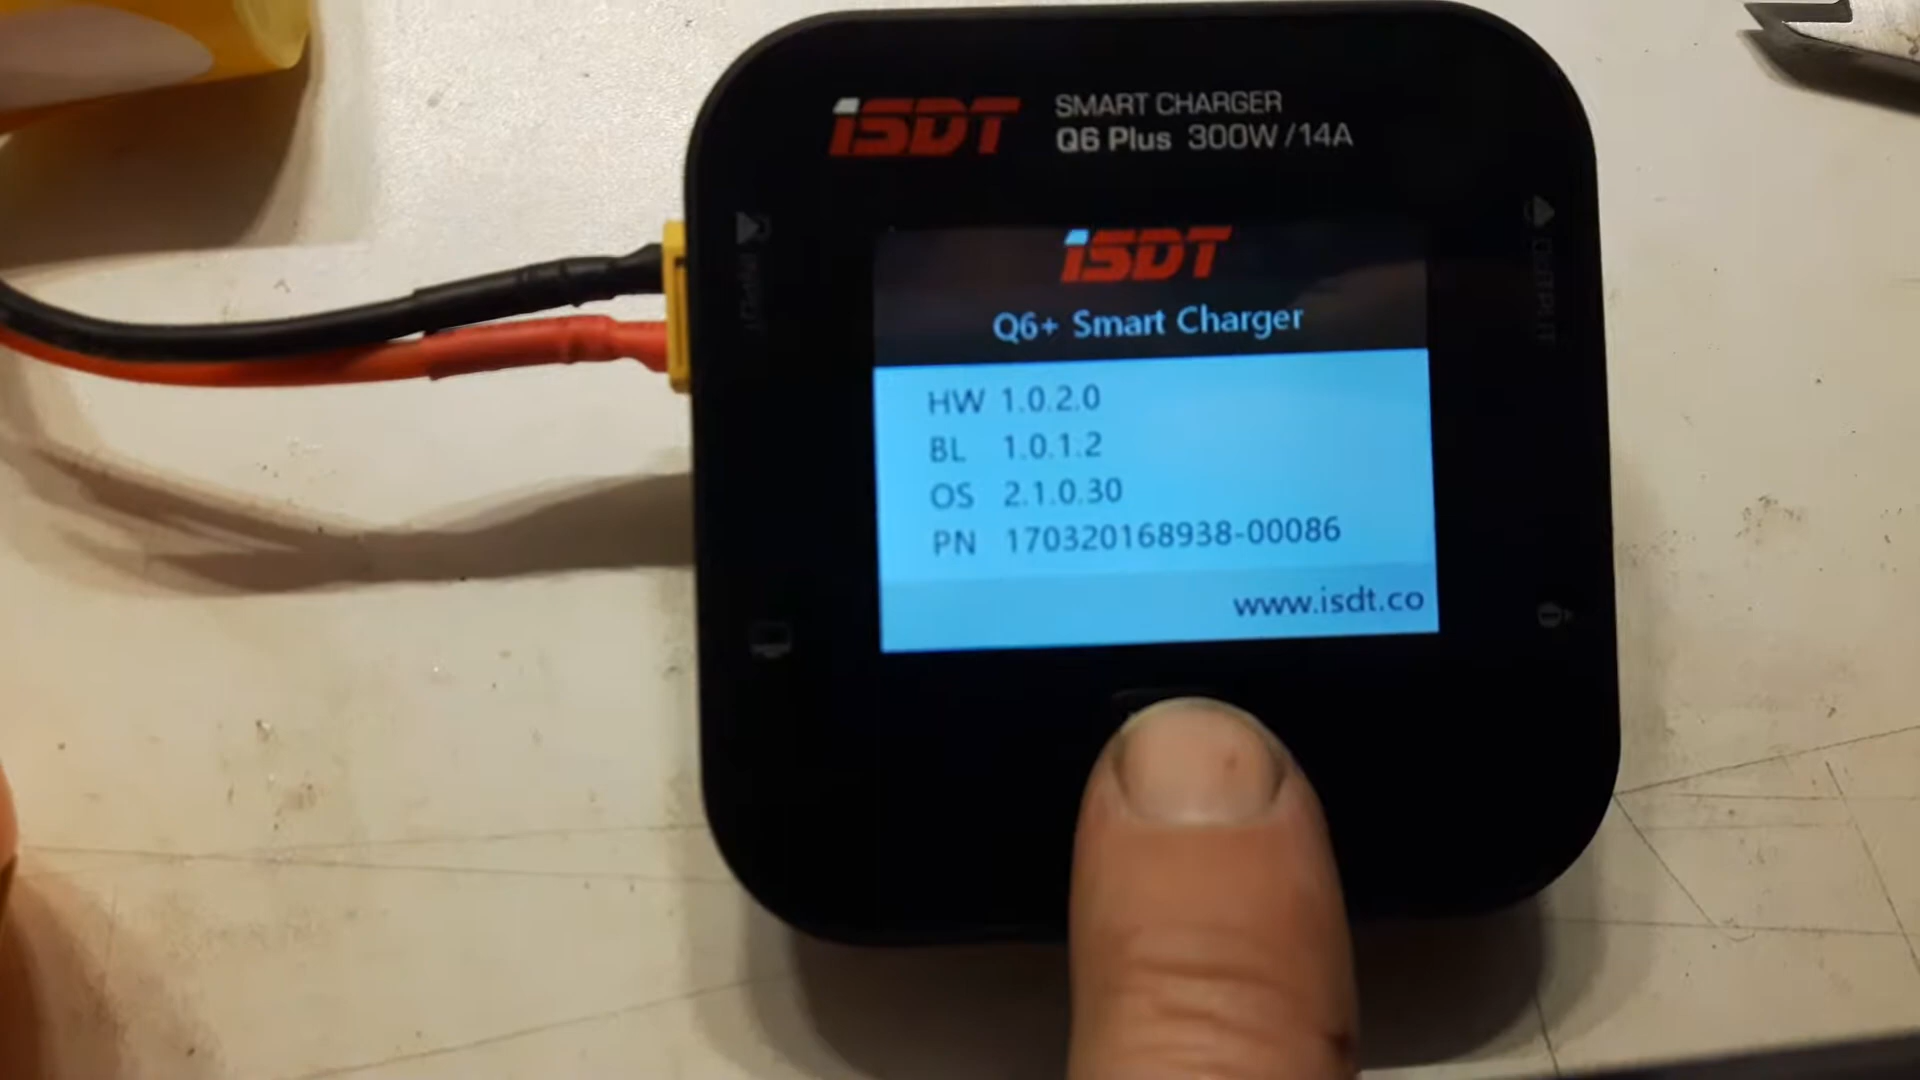 iSDT
SMART CHARGER
Q6 Plus 300W/14A
INPUT
OUTPUT
iSDT
Q6+ Smart Charger
HW 1.0.2.0
BL 1.0.1.2
OS 2.1.0.30
PN 170320168938-00086
www.isdt.co